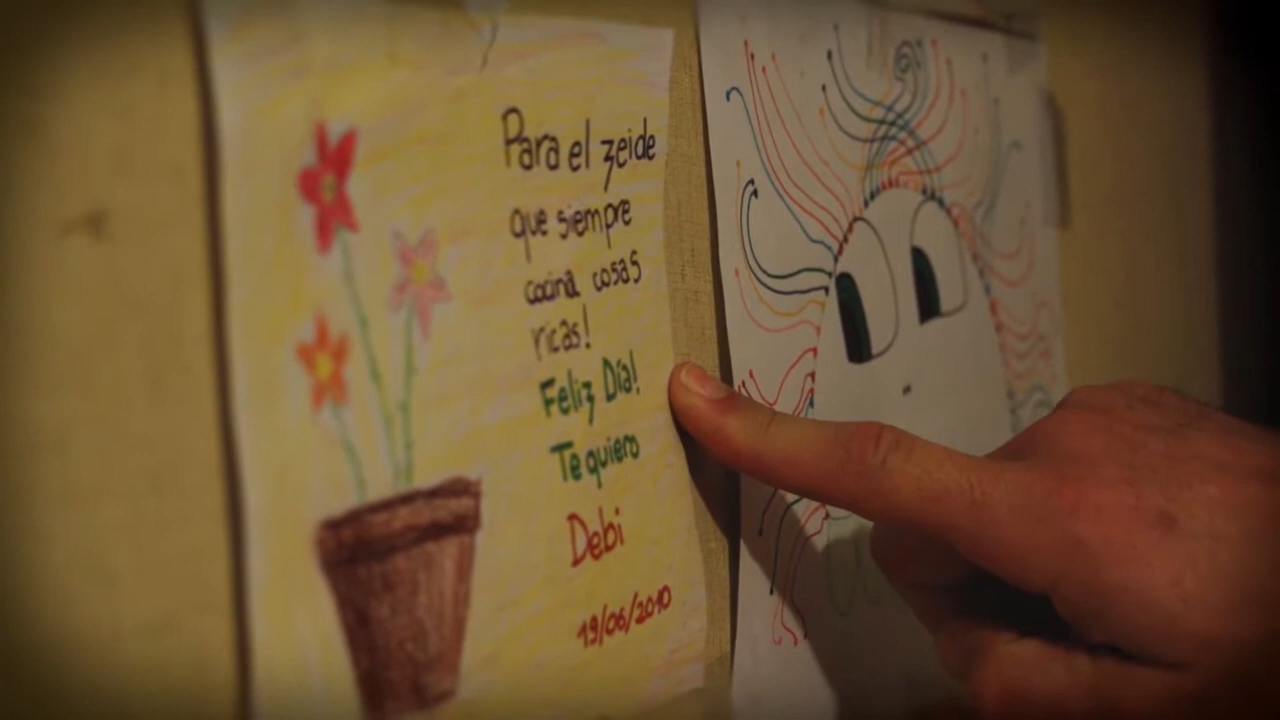 Para el zeide
que siempre
cocina cosas
ricas!
Feliz Día!
Te quiero
Debi
19/06/2010